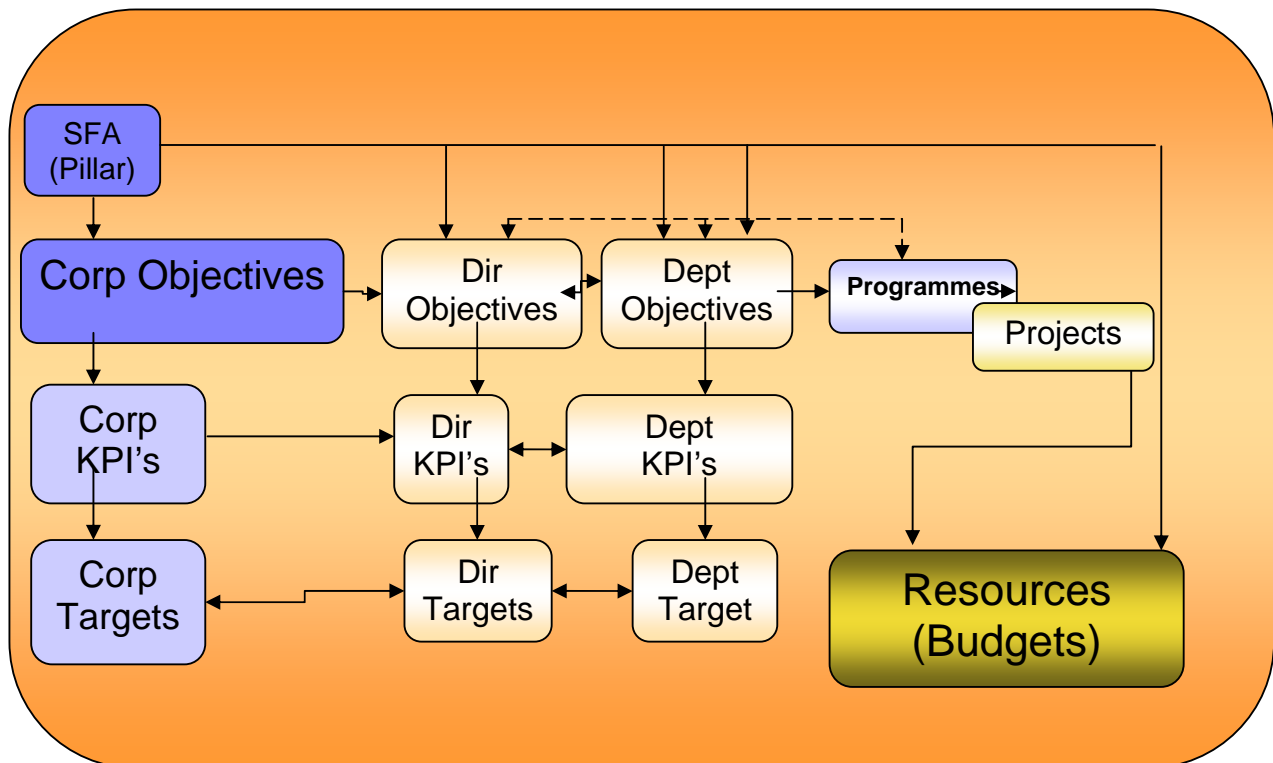 SFA
(Pillar)
Corp Objectives
Dir
Objectives
Dept
Objectives
Programmes
Projects
Corp
KPI's
Dir
KPI's
Dept
KPI's
Corp
Targets
Dir
Targets
Dept
Target
Resources
(Budgets)